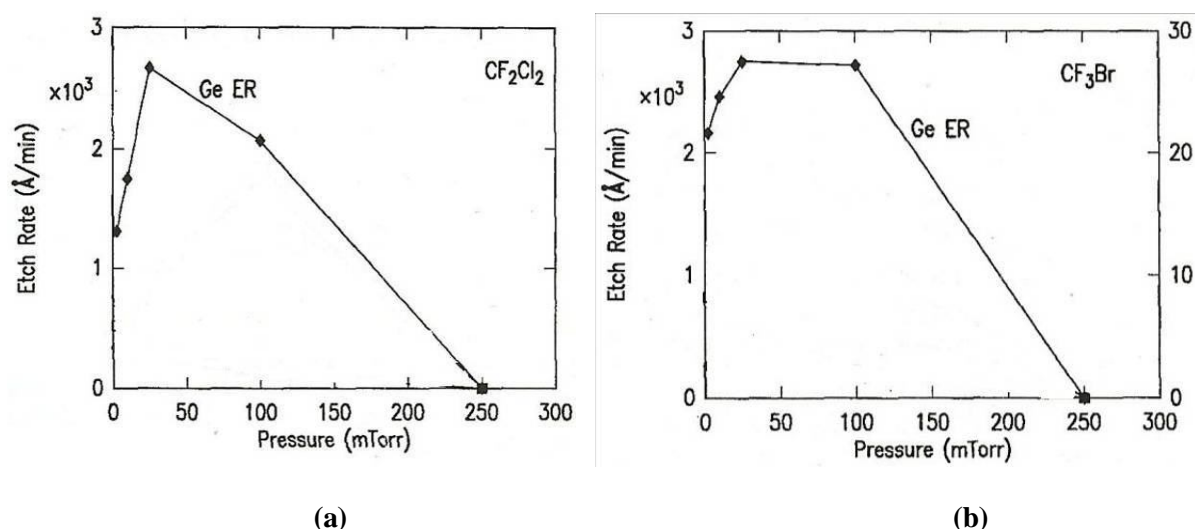 3
×10³
2
1
0
Etch Rate (Å/min)
Ge ER
CF₂Cl₂
0 50 100 150 200 250 300
Pressure (mTorr)
(a)
3
×10³
2
1
0
Etch Rate (Å/min)
Ge ER
CF₃Br
30
20
10
0
0 50 100 150 200 250 300
Pressure (mTorr)
(b)